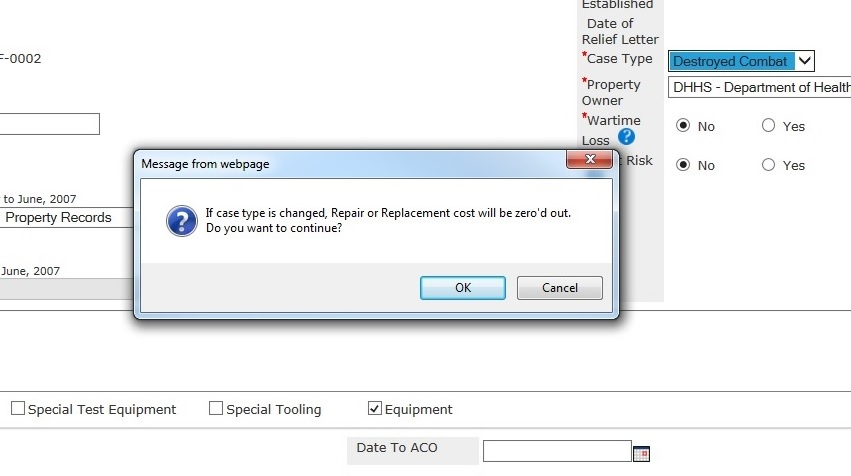 Established
Date of
Relief Letter
F-0002
*Case Type
Destroyed Combat
*Property
Owner
DHHS - Department of Health
*Wartime
Loss
No
Yes
Risk
No
Yes
to June, 2007
Property Records
June, 2007
Message from webpage
If case type is changed, Repair or Replacement cost will be zero'd out.
Do you want to continue?
OK
Cancel
Special Test Equipment
Special Tooling
Equipment
Date To ACO